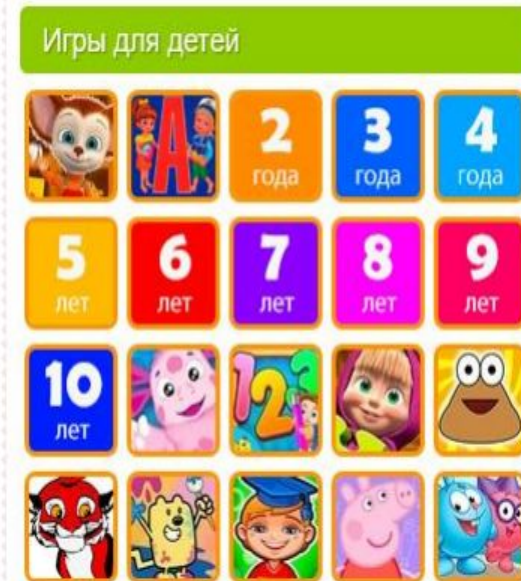 Игры для детей
А
2
года
3
года
4
года
5
лет
6
лет
7
лет
8
лет
9
лет
10
лет
123